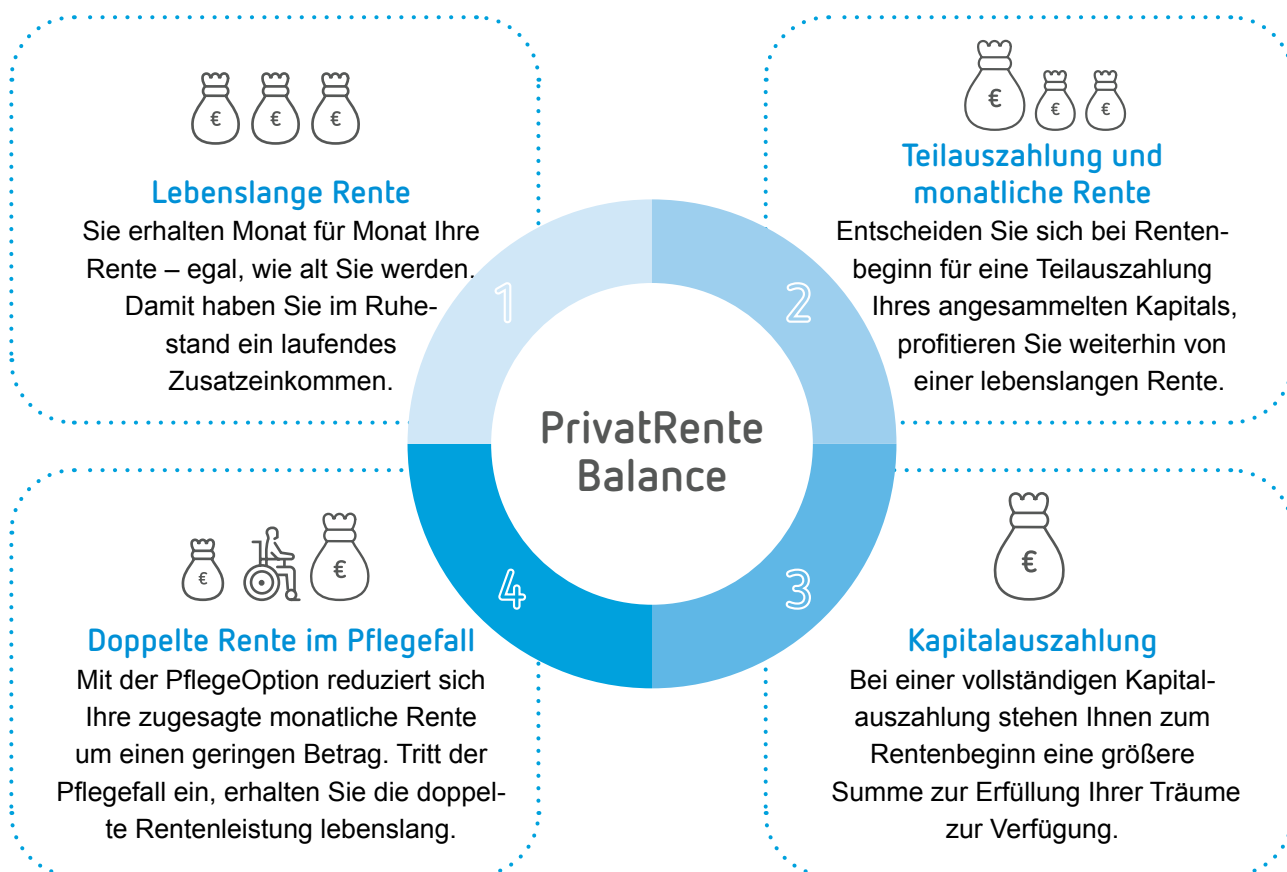 € € €
Lebenslange Rente
Sie erhalten Monat für Monat Ihre
Rente – egal, wie alt Sie werden.
Damit haben Sie im Ruhe-
stand ein laufendes
Zusatzeinkommen.
1
€ € €
Teilauszahlung und
monatliche Rente
Entscheiden Sie sich bei Renten-
beginn für eine Teilauszahlung
Ihres angesammelten Kapitals,
profitieren Sie weiterhin von
einer lebenslangen Rente.
2
PrivatRente
Balance
€ €
Doppelte Rente im Pflegefall
Mit der PflegeOption reduziert sich
Ihre zugesagte monatliche Rente
um einen geringen Betrag. Tritt der
Pflegefall ein, erhalten Sie die doppel-
te Rentenleistung lebenslang.
4
€
Kapitalauszahlung
Bei einer vollständigen Kapital-
auszahlung stehen Ihnen zum
Rentenbeginn eine größere
Summe zur Erfüllung Ihrer Träume
zur Verfügung.
3